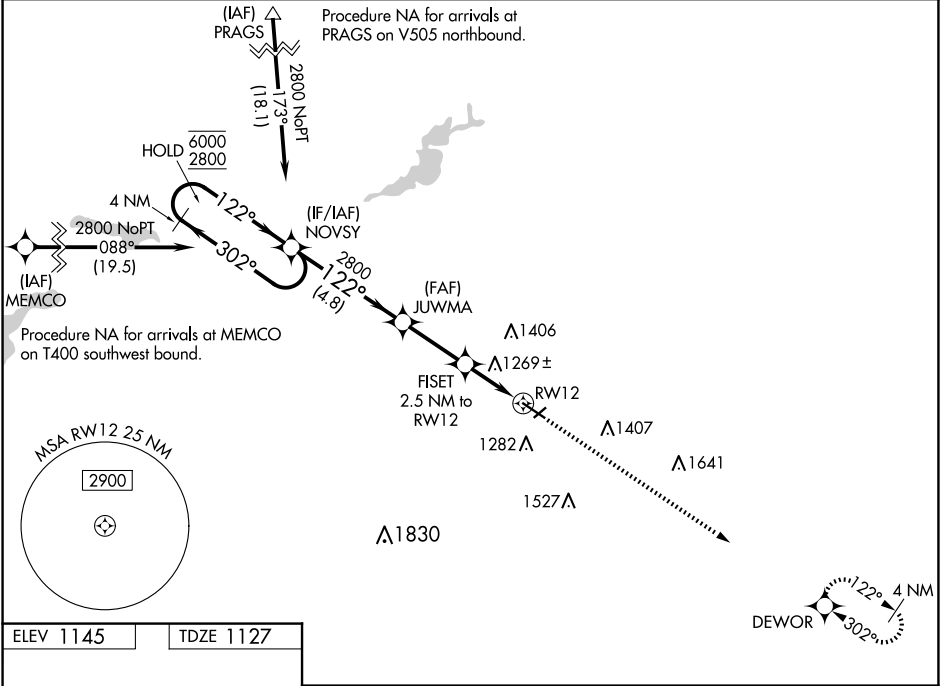 (IAF)
PRAGS
Procedure NA for arrivals at
PRAGS on V505 northbound.
2800 NoPT
173°
(18.1)
HOLD
6000
2800
4 NM
122°
302°
(IF/IAF)
NOVSY
2800 NoPT
088°
(19.5)
(IAF)
MEMCO
2800
122°
(4.8)
(FAF)
JUWMA
Procedure NA for arrivals at MEMCO
on T400 southwest bound.
1406
1269±
FISET
2.5 NM to
RW12
RW12
1282
1407
1641
1527
1830
MSA RW12 25 NM
2900
DEWOR
122°
302°
4 NM
ELEV 1145
TDZE 1127